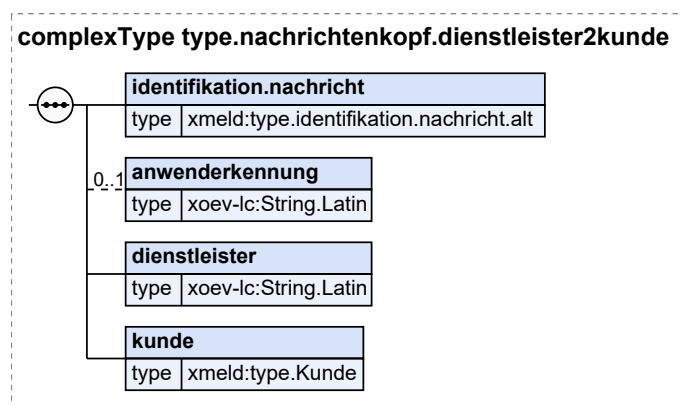 complexType type.nachrichtenkopf.dienstleister2kunde
identifikation.nachricht
type xmeld:type.identifikation.nachricht.alt
0..1
anwenderkennung
type xoev-lc:String.Latin
dienstleister
type xoev-lc:String.Latin
kunde
type xmeld:type.Kunde